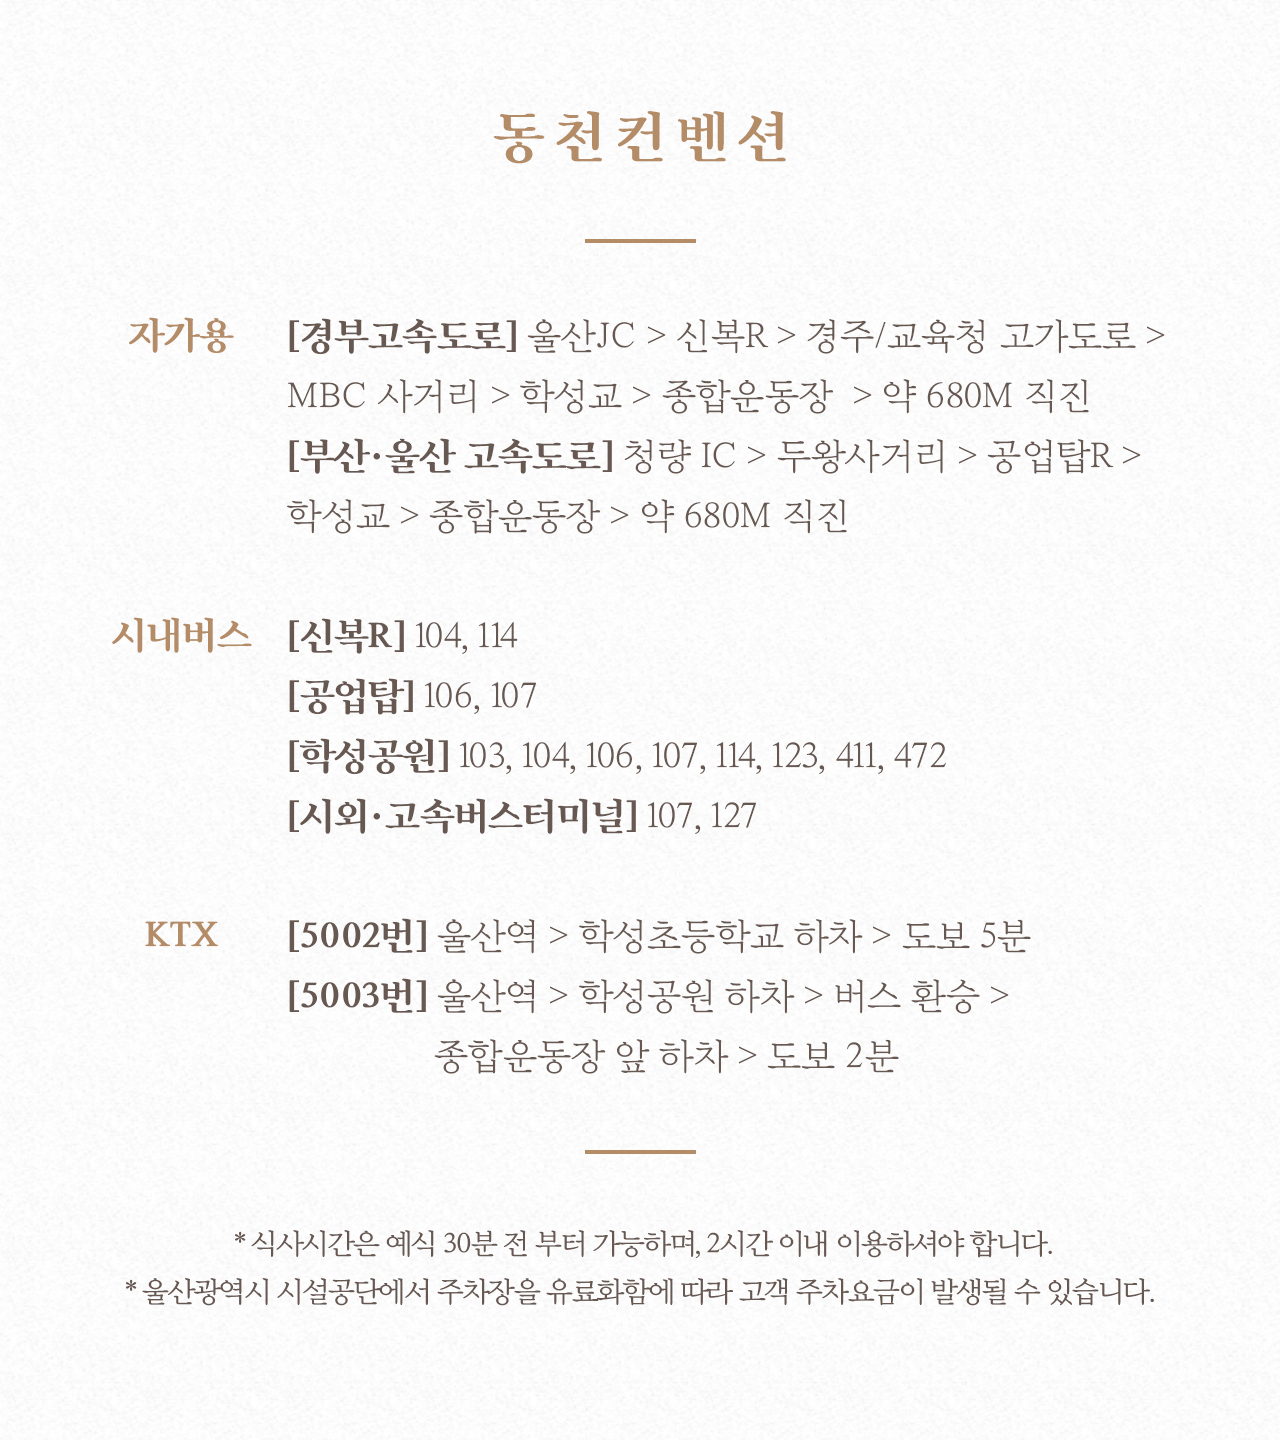 동천컨벤션
자가용 [경부고속도로] 울산JC > 신복R > 경주/교육청 고가도로 >
MBC 사거리 > 학성교 > 종합운동장 > 약 680M 직진
[부산·울산 고속도로] 청량 IC > 두왕사거리 > 공업탑R >
학성교 > 종합운동장 > 약 680M 직진
시내버스 [신복R] 104, 114
[공업탑] 106, 107
[학성공원] 103, 104, 106, 107, 114, 123, 411, 472
[시외·고속버스터미널] 107, 127
KTX [5002번] 울산역 > 학성초등학교 하차 > 도보 5분
[5003번] 울산역 > 학성공원 하차 > 버스 환승 >
종합운동장 앞 하차 > 도보 2분
* 식사시간은 예식 30분 전 부터 가능하며, 2시간 이내 이용하셔야 합니다.
* 울산광역시 시설공단에서 주차장을 유료화함에 따라 고객 주차요금이 발생될 수 있습니다.